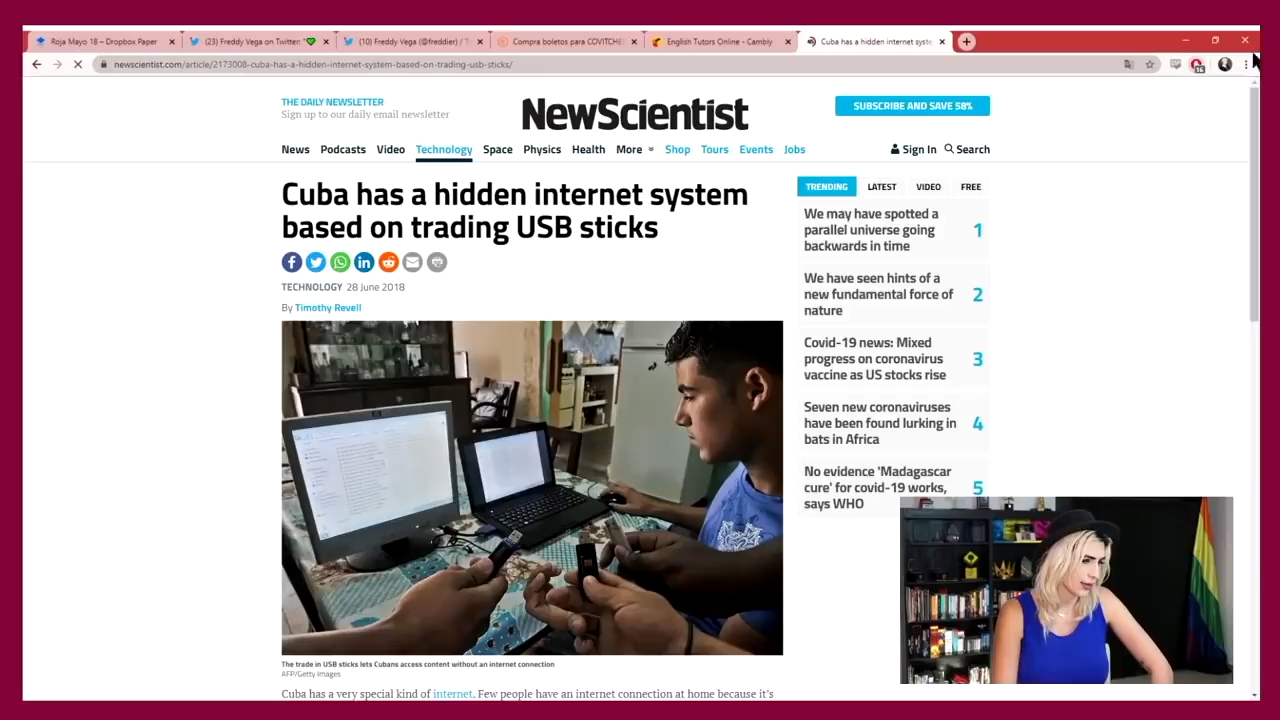 Roja Mayo 18 – Dropbox Paper
(23) Freddy Vega on Twitter: "💚
(10) Freddy Vega (@freddier) / T
Compra boletos para COVITCHE
English Tutors Online - Cambly
Cuba has a hidden internet syste
newscientist.com/article/2173008-cuba-has-a-hidden-internet-system-based-on-trading-usb-sticks/
THE DAILY NEWSLETTER
Sign up to our daily email newsletter
NewScientist
SUBSCRIBE AND SAVE 58%
News Podcasts Video Technology Space Physics Health More Shop Tours Events Jobs Sign In Search
Cuba has a hidden internet system
based on trading USB sticks
TECHNOLOGY 28 June 2018
By Timothy Revell
The trade in USB sticks lets Cubans access content without an internet connection
AFP/Getty Images
Cuba has a very special kind of internet. Few people have an internet connection at home because it's
TRENDING LATEST VIDEO FREE
We may have spotted a
parallel universe going
backwards in time
1
We have seen hints of a
new fundamental force of
nature
2
Covid-19 news: Mixed
progress on coronavirus
vaccine as US stocks rise
3
Seven new coronaviruses
have been found lurking in
bats in Africa
4
No evidence 'Madagascar
cure' for covid-19 works,
says WHO
5